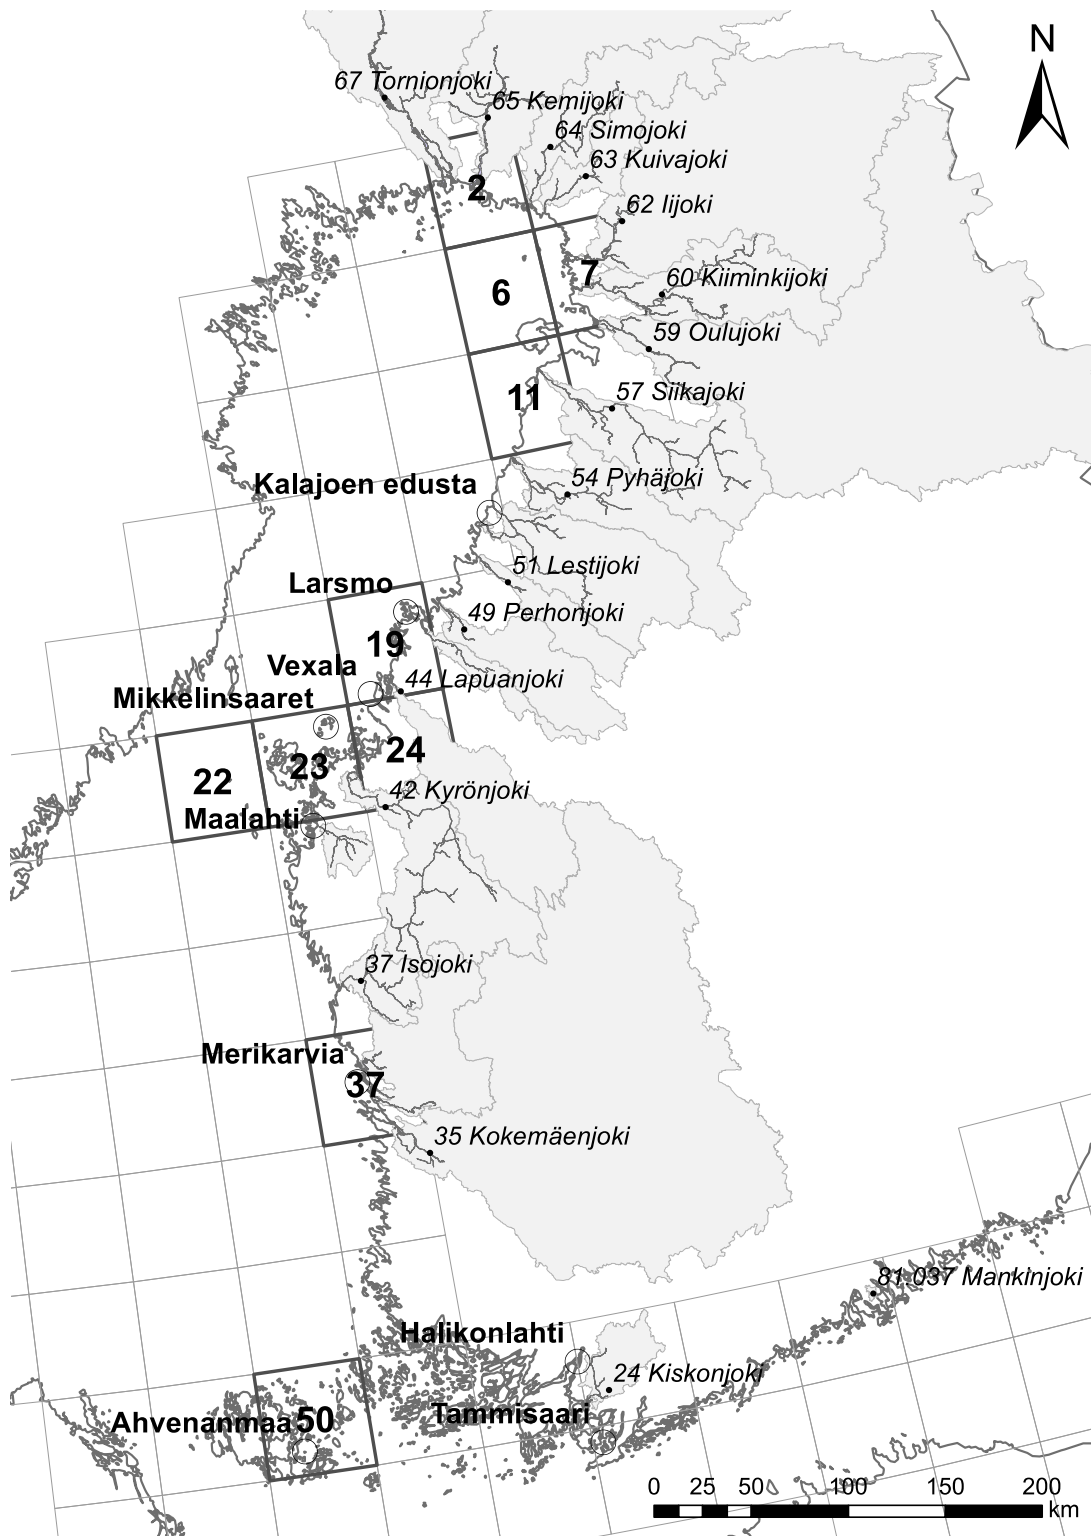 N
67 Tornionjoki
65 Kemijoki
64 Simojoki
63 Kuivajoki
2
62 Iijoki
7
60 Kiiminkijoki
6
59 Oulujoki
11
57 Siikajoki
54 Pyhäjoki
Kalajoen edusta
51 Lestijoki
Larsmo
49 Perhonjoki
19
Vexala
44 Lapuanjoki
Mikkelinsaaret
24
23
22
42 Kyrönjoki
Maalahti
37 Isojoki
Merikarvia
37
35 Kokemäenjoki
81.037 Mankinjoki
Halikonlahti
24 Kiskonjoki
Tammisaari
Ahvenanmaa 50
0 25 50 100 150 200
km